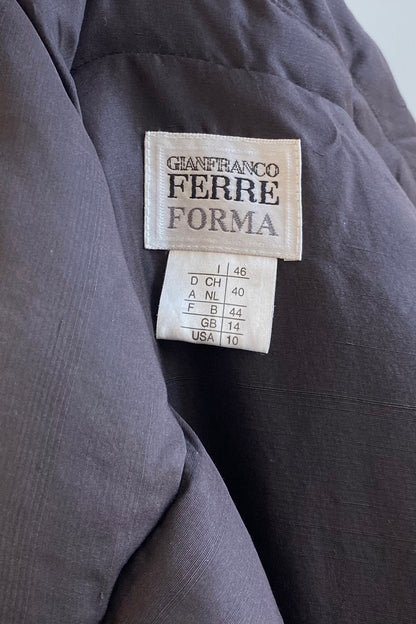 GIANFRANCO
FERRE
FORMA
I 46
D CH 40
A NL
F B 44
GB 14
USA 10